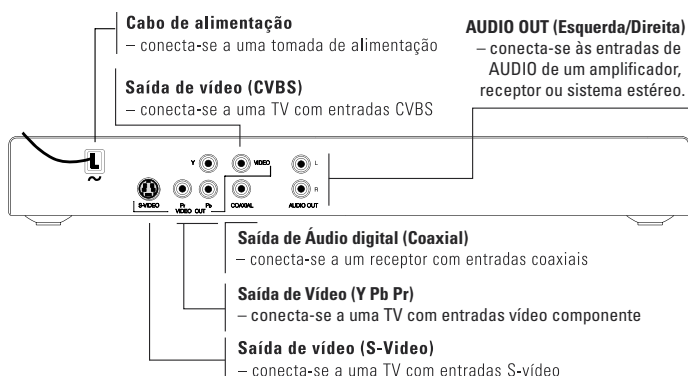 Cabo de alimentação
– conecta-se a uma tomada de alimentação
Saída de vídeo (CVBS)
– conecta-se a uma TV com entradas CVBS
AUDIO OUT (Esquerda/Direita)
– conecta-se às entradas de
AUDIO de um amplificador,
receptor ou sistema estéreo.
~
Y
VIDEO
L
S-VIDEO
Pr
Pb
VIDEO OUT
COAXIAL
R
AUDIO OUT
Saída de Áudio digital (Coaxial)
– conecta-se a um receptor com entradas coaxiais
Saída de Vídeo (Y Pb Pr)
– conecta-se a uma TV com entradas vídeo componente
Saída de vídeo (S-Video)
– conecta-se a uma TV com entradas S-vídeo